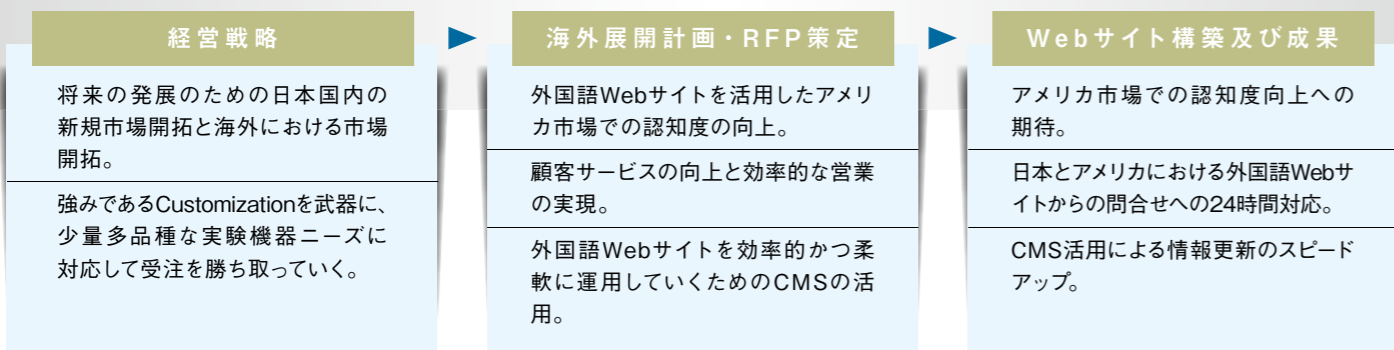 経営戦略
将来の発展のための日本国内の
新規市場開拓と海外における市場
開拓。
強みであるCustomizationを武器に、
少量多品種な実験機器ニーズに
対応して受注を勝ち取っていく。
海外展開計画・RFP策定
外国語Webサイトを活用したアメリ
カ市場での認知度の向上。
顧客サービスの向上と効率的な営業
の実現。
外国語Webサイトを効率的かつ柔
軟に運用していくためのCMSの活
用。
Webサイト構築及び成果
アメリカ市場での認知度向上への
期待。
日本とアメリカにおける外国語Webサ
イトからの問合せへの24時間対応。
CMS活用による情報更新のスピード
アップ。